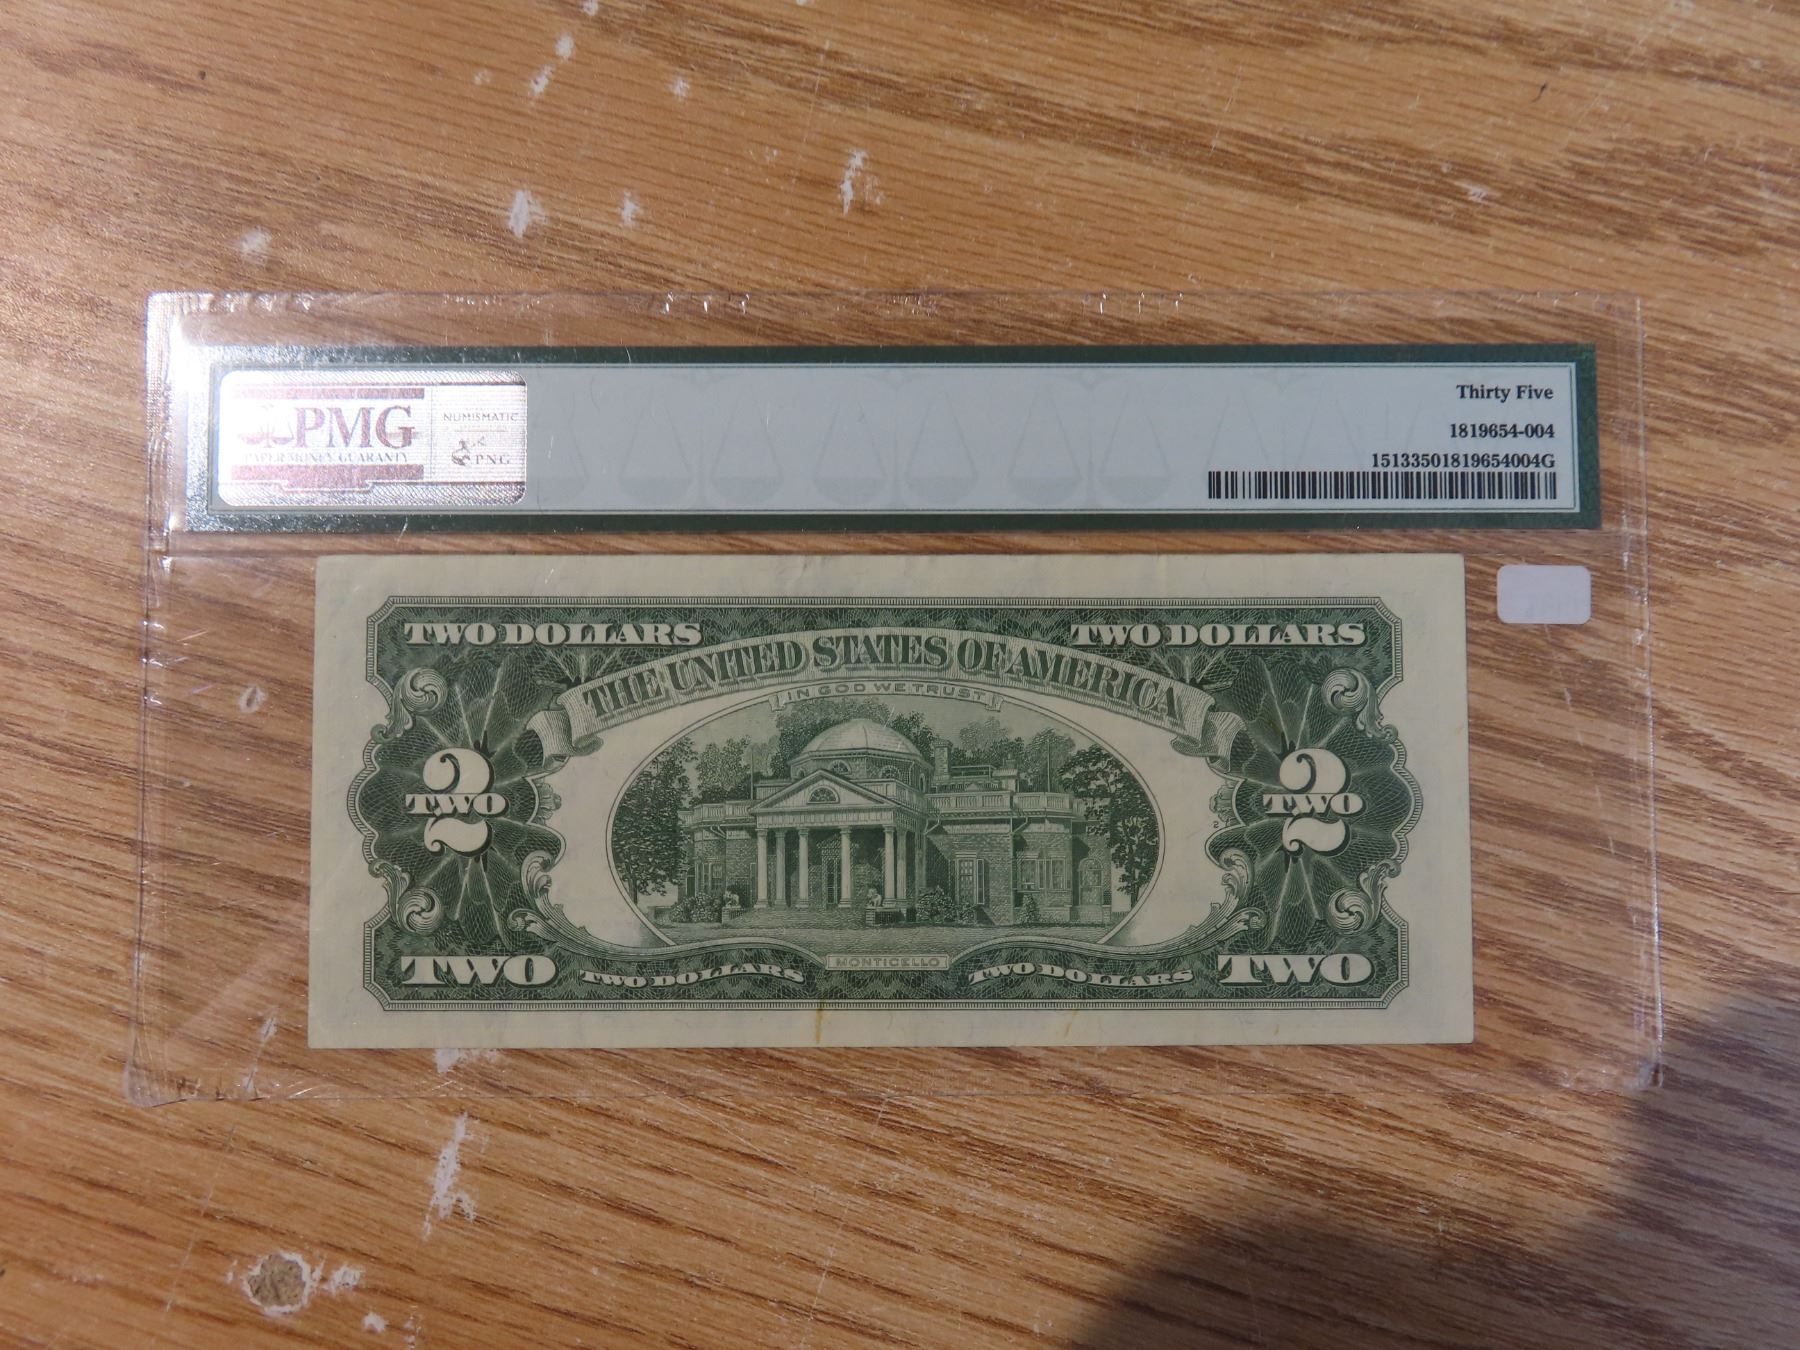 PMG
PAPER MONEY GUARANTY
NUMISMATIC
PNG
Thirty Five
1819654-004
15133501819654004G
TWO DOLLARS
TWO DOLLARS
THE UNITED STATES OF AMERICA
IN GOD WE TRUST
2
TWO
2
TWO
TWO
TWO DOLLARS
MONTICELLO
TWO DOLLARS
TWO